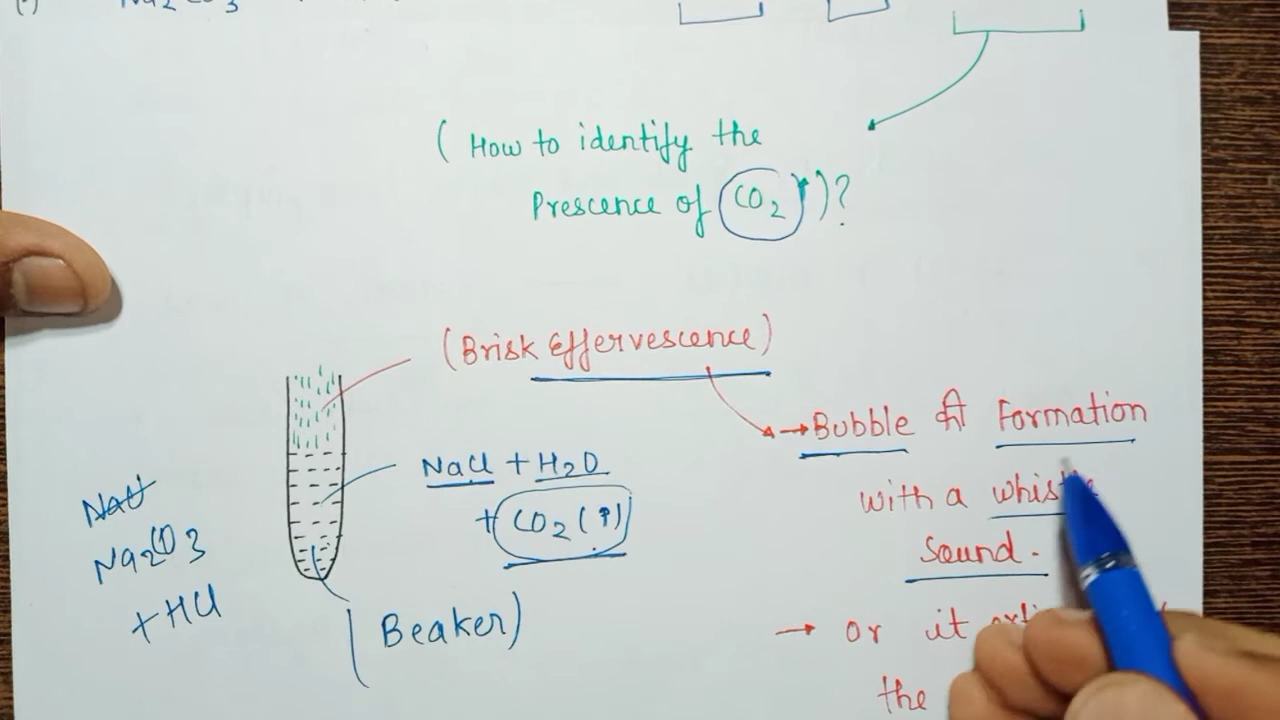 (How to identify the
Prescence of CO2↑)?
(Brisk Effervescence)
→ Bubble की Formation
with a
sound.
→ or it
the
NaCl + H2O
+ CO2 (↑)
(Beaker)
Na2CO3
+ HCl